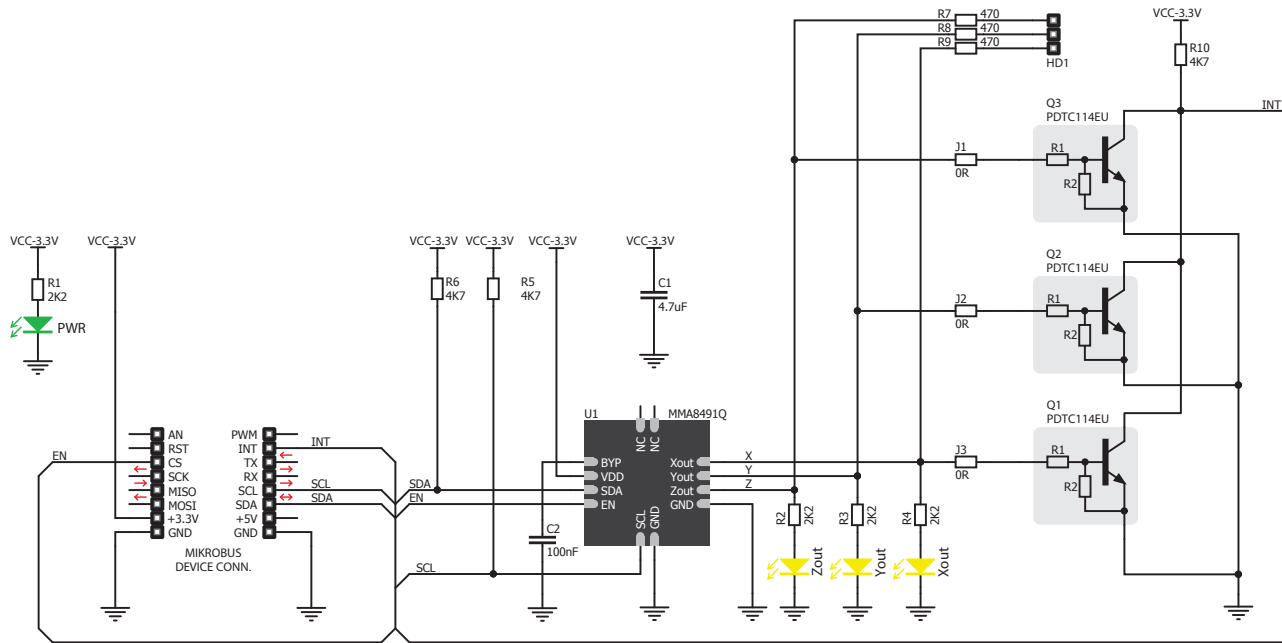 R7 470
R8 470
R9 470
HD1
VCC-3.3V
R10
4K7
INT
Q3
PDTC114EU
J1
0R
R1
R2
VCC-3.3V
VCC-3.3V
VCC-3.3V
VCC-3.3V
VCC-3.3V
VCC-3.3V
Q2
PDTC114EU
R1
2K2
PWR
R6
4K7
R5
4K7
C1
4.7uF
J2
0R
R1
R2
Q1
PDTC114EU
U1 MMA8491Q
NC NC
AN PWM
RST INT INT
EN CS TX
SCK RX
MISO SCL SCL
MOSI SDA SDA
+3.3V +5V
GND GND
MIKROBUS
DEVICE CONN.
SDA
EN
SCL
BYP Xout X
VDD Yout Y
SDA Zout Z
EN GND
SCL GND
C2
100nF
J3
0R
R1
R2
R2 2K2
R3 2K2
R4 2K2
Zout
Yout
Xout